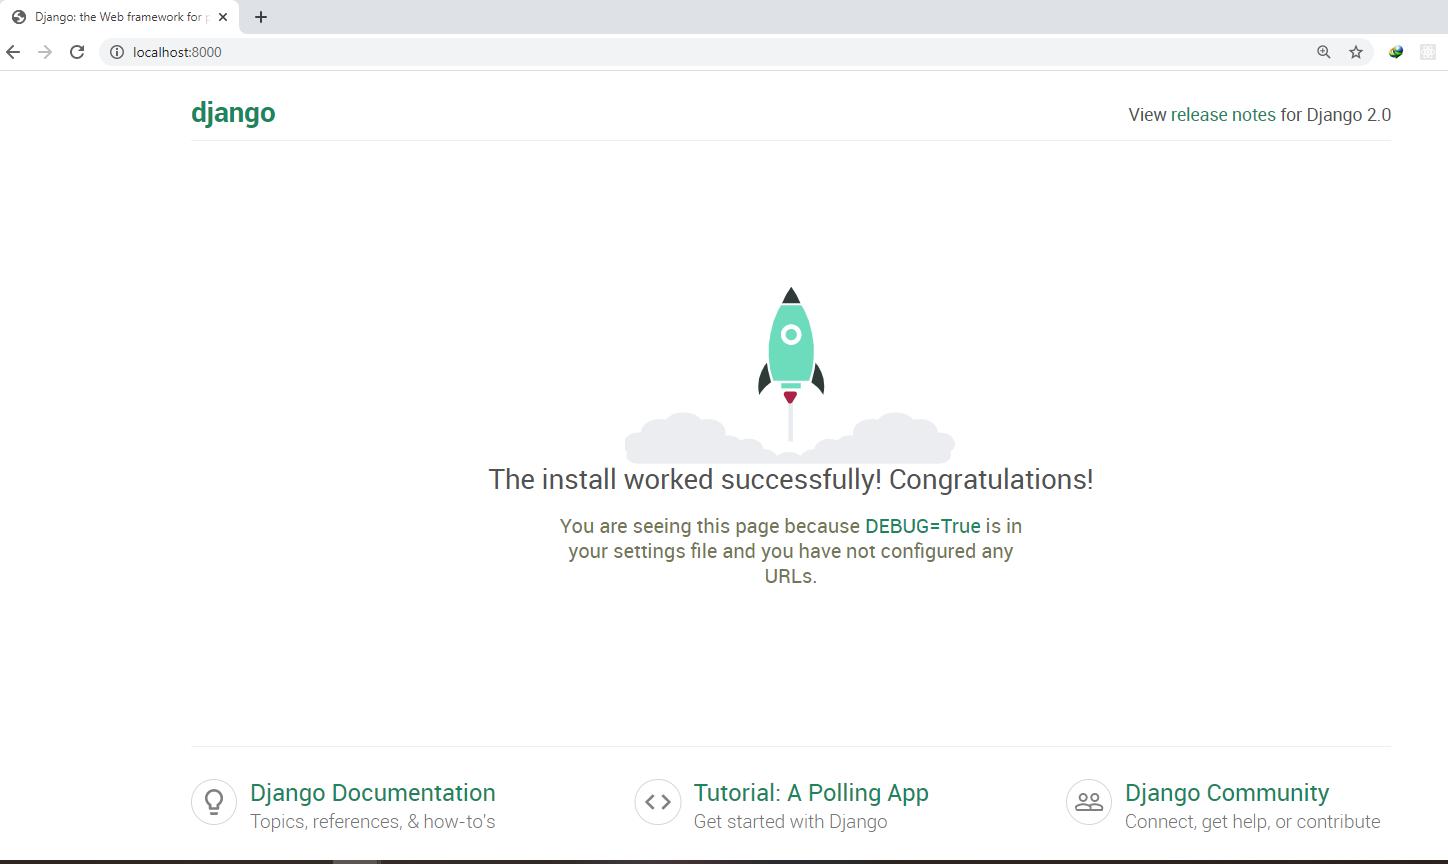 Django: the Web framework for
localhost:8000
django
View release notes for Django 2.0
The install worked successfully! Congratulations!
You are seeing this page because DEBUG=True is in
your settings file and you have not configured any
URLs.
Django Documentation
Topics, references, & how-to's
Tutorial: A Polling App
Get started with Django
Django Community
Connect, get help, or contribute